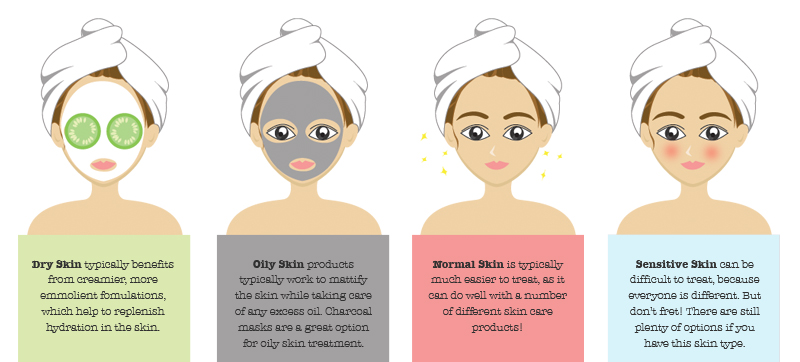 Dry Skin typically benefits
from creamier, more
emmolient fomulations,
which help to replenish
hydration in the skin.
Oily Skin products
typically work to mattify
the skin while taking care
of any excess oil. Charcoal
masks are a great option
for oily skin treatment.
Normal Skin is typically
much easier to treat, as it
can do well with a number
of different skin care
products!
Sensitive Skin can be
difficult to treat, because
everyone is different. But
don't fret! There are still
plenty of options if you
have this skin type.